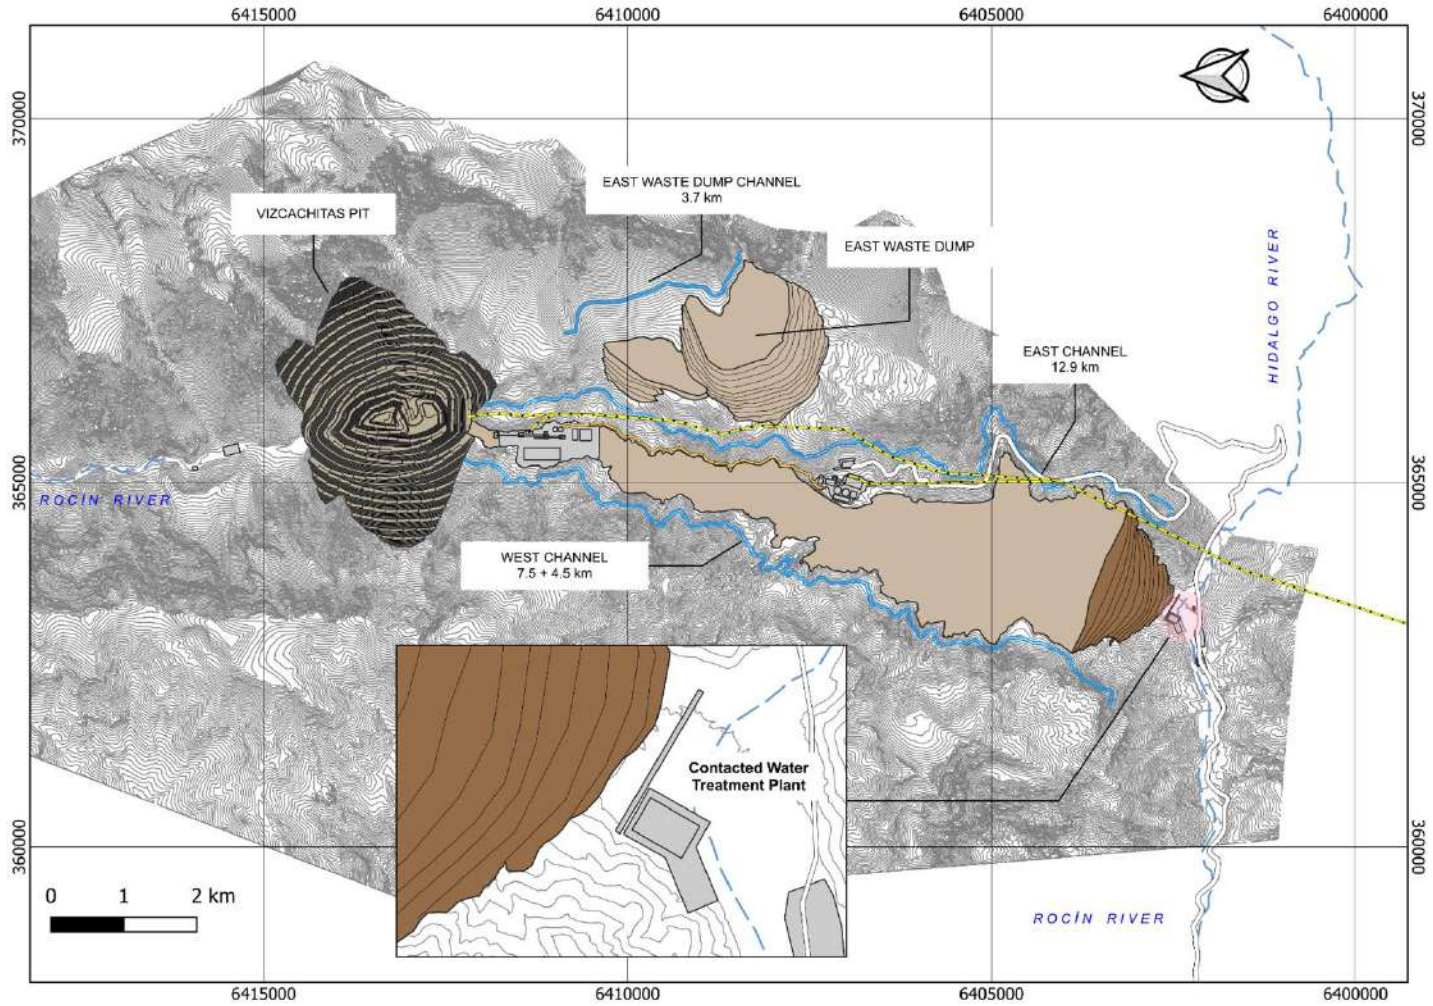 6415000
6410000
6405000
6400000
370000
370000
EAST WASTE DUMP CHANNEL
3.7 km
VIZCACHITAS PIT
EAST WASTE DUMP
HIDALGO RIVER
EAST CHANNEL
12.9 km
365000
365000
ROCÍN RIVER
WEST CHANNEL
7.5 + 4.5 km
Contacted Water
Treatment Plant
360000
360000
0 1 2 km
ROCÍN RIVER
6415000
6410000
6405000
6400000